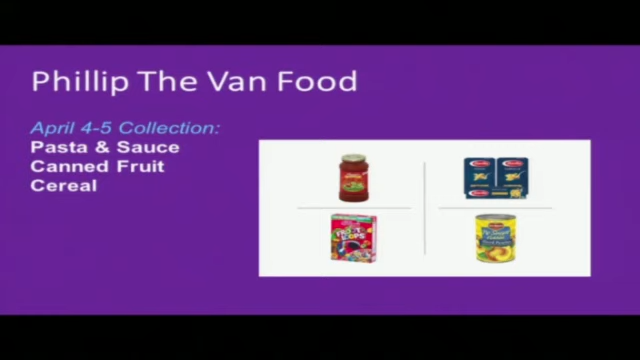 Phillip The Van Food
April 4-5 Collection:
Pasta & Sauce
Canned Fruit
Cereal